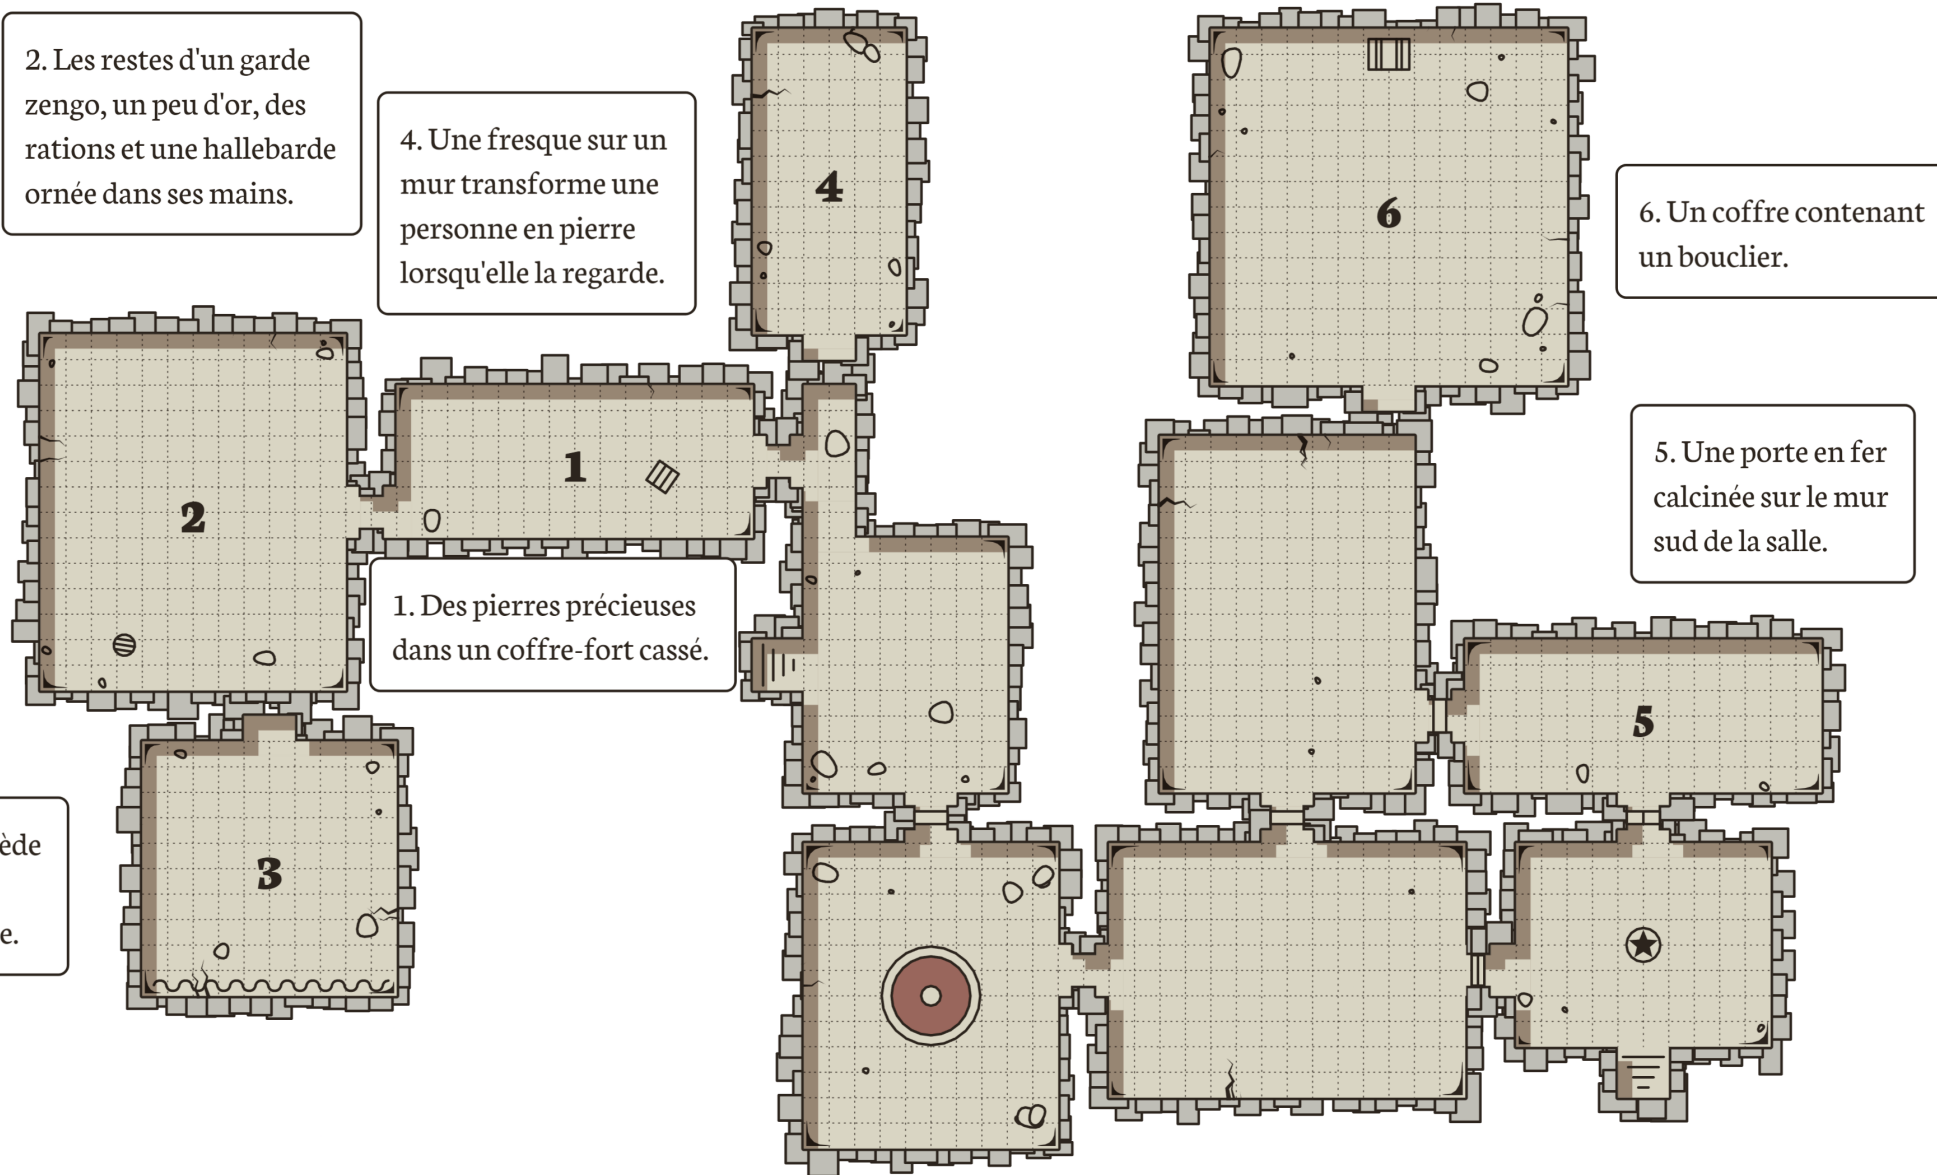 2. Les restes d'un garde
zengo, un peu d'or, des
rations et une hallebarde
ornée dans ses mains.
4. Une fresque sur un
mur transforme une
personne en pierre
lorsqu'elle la regarde.
4
6
6. Un coffre contenant
un bouclier.
2
1
5. Une porte en fer
calcinée sur le mur
sud de la salle.
1. Des pierres précieuses
dans un coffre-fort cassé.
5
3
ède
e.